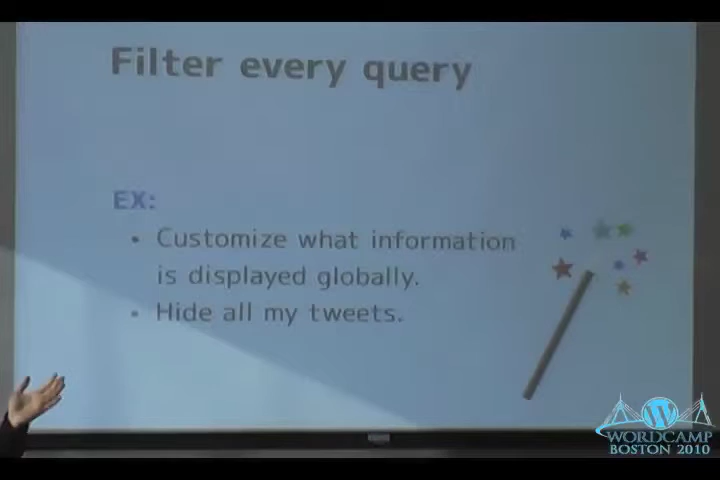 Filter every query
EX:
• Customize what information
is displayed globally.
• Hide all my tweets.
WORDCAMP
BOSTON 2010